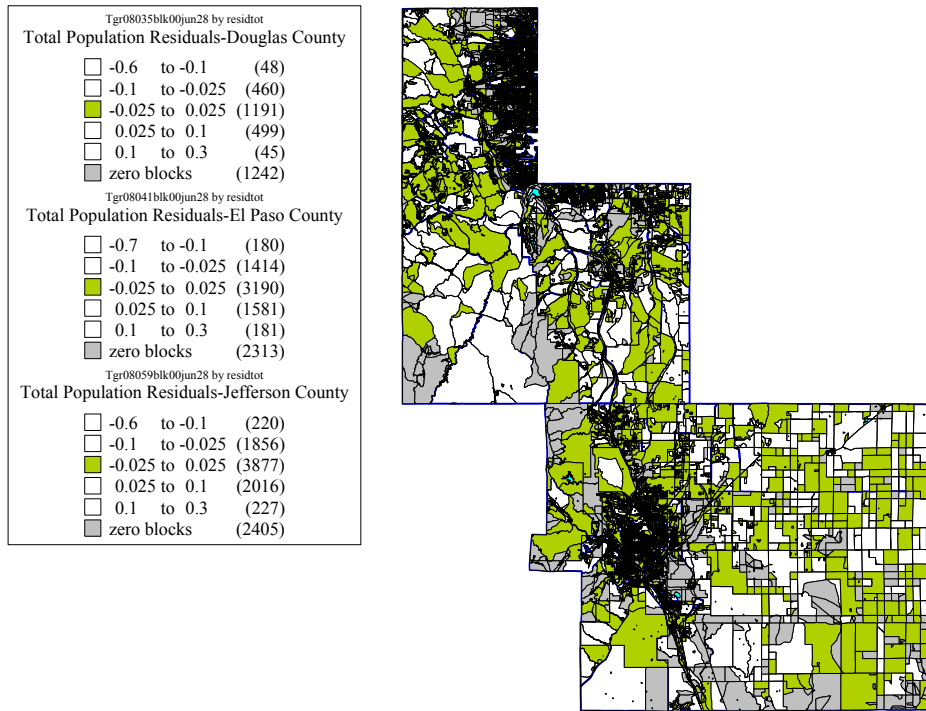 Tgr08035blk00jun28 by residtot
Total Population Residuals-Douglas County
-0.6 to -0.1 (48)
-0.1 to -0.025 (460)
-0.025 to 0.025 (1191)
0.025 to 0.1 (499)
0.1 to 0.3 (45)
zero blocks (1242)
Tgr08041blk00jun28 by residtot
Total Population Residuals-El Paso County
-0.7 to -0.1 (180)
-0.1 to -0.025 (1414)
-0.025 to 0.025 (3190)
0.025 to 0.1 (1581)
0.1 to 0.3 (181)
zero blocks (2313)
Tgr08059blk00jun28 by residtot
Total Population Residuals-Jefferson County
-0.6 to -0.1 (220)
-0.1 to -0.025 (1856)
-0.025 to 0.025 (3877)
0.025 to 0.1 (2016)
0.1 to 0.3 (227)
zero blocks (2405)